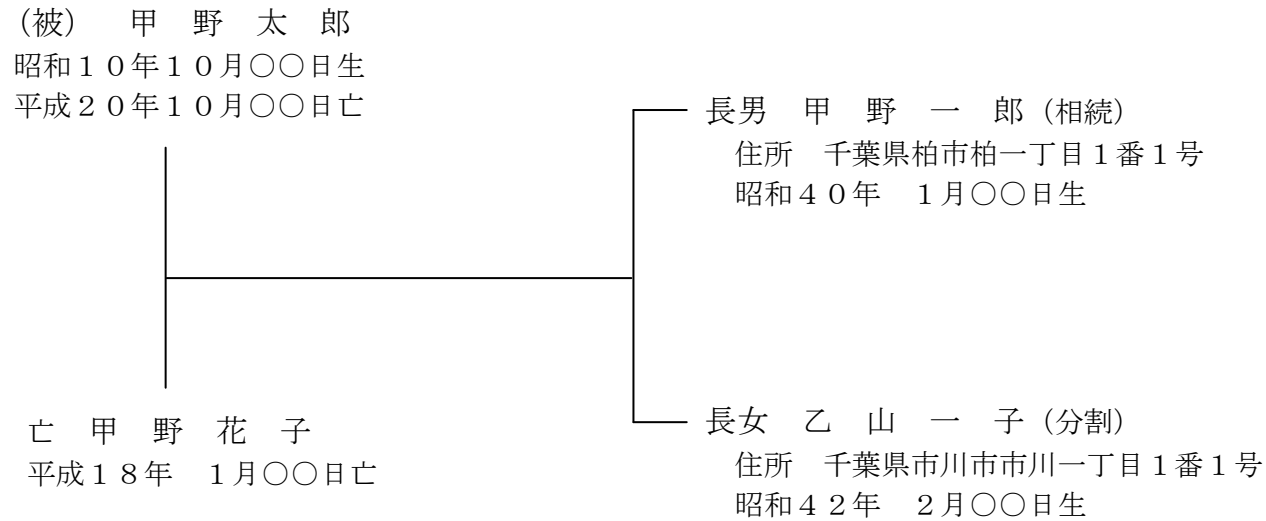 （被）　甲　野　太　郎
昭和１０年１０月○○日生
平成２０年１０月○○日亡
亡　甲　野　花　子
平成１８年　１月○○日亡
長男　甲　野　一　郎（相続）
住所　千葉県柏市柏一丁目１番１号
昭和４０年　１月○○日生
長女　乙　山　一　子（分割）
住所　千葉県市川市市川一丁目１番１号
昭和４２年　２月○○日生